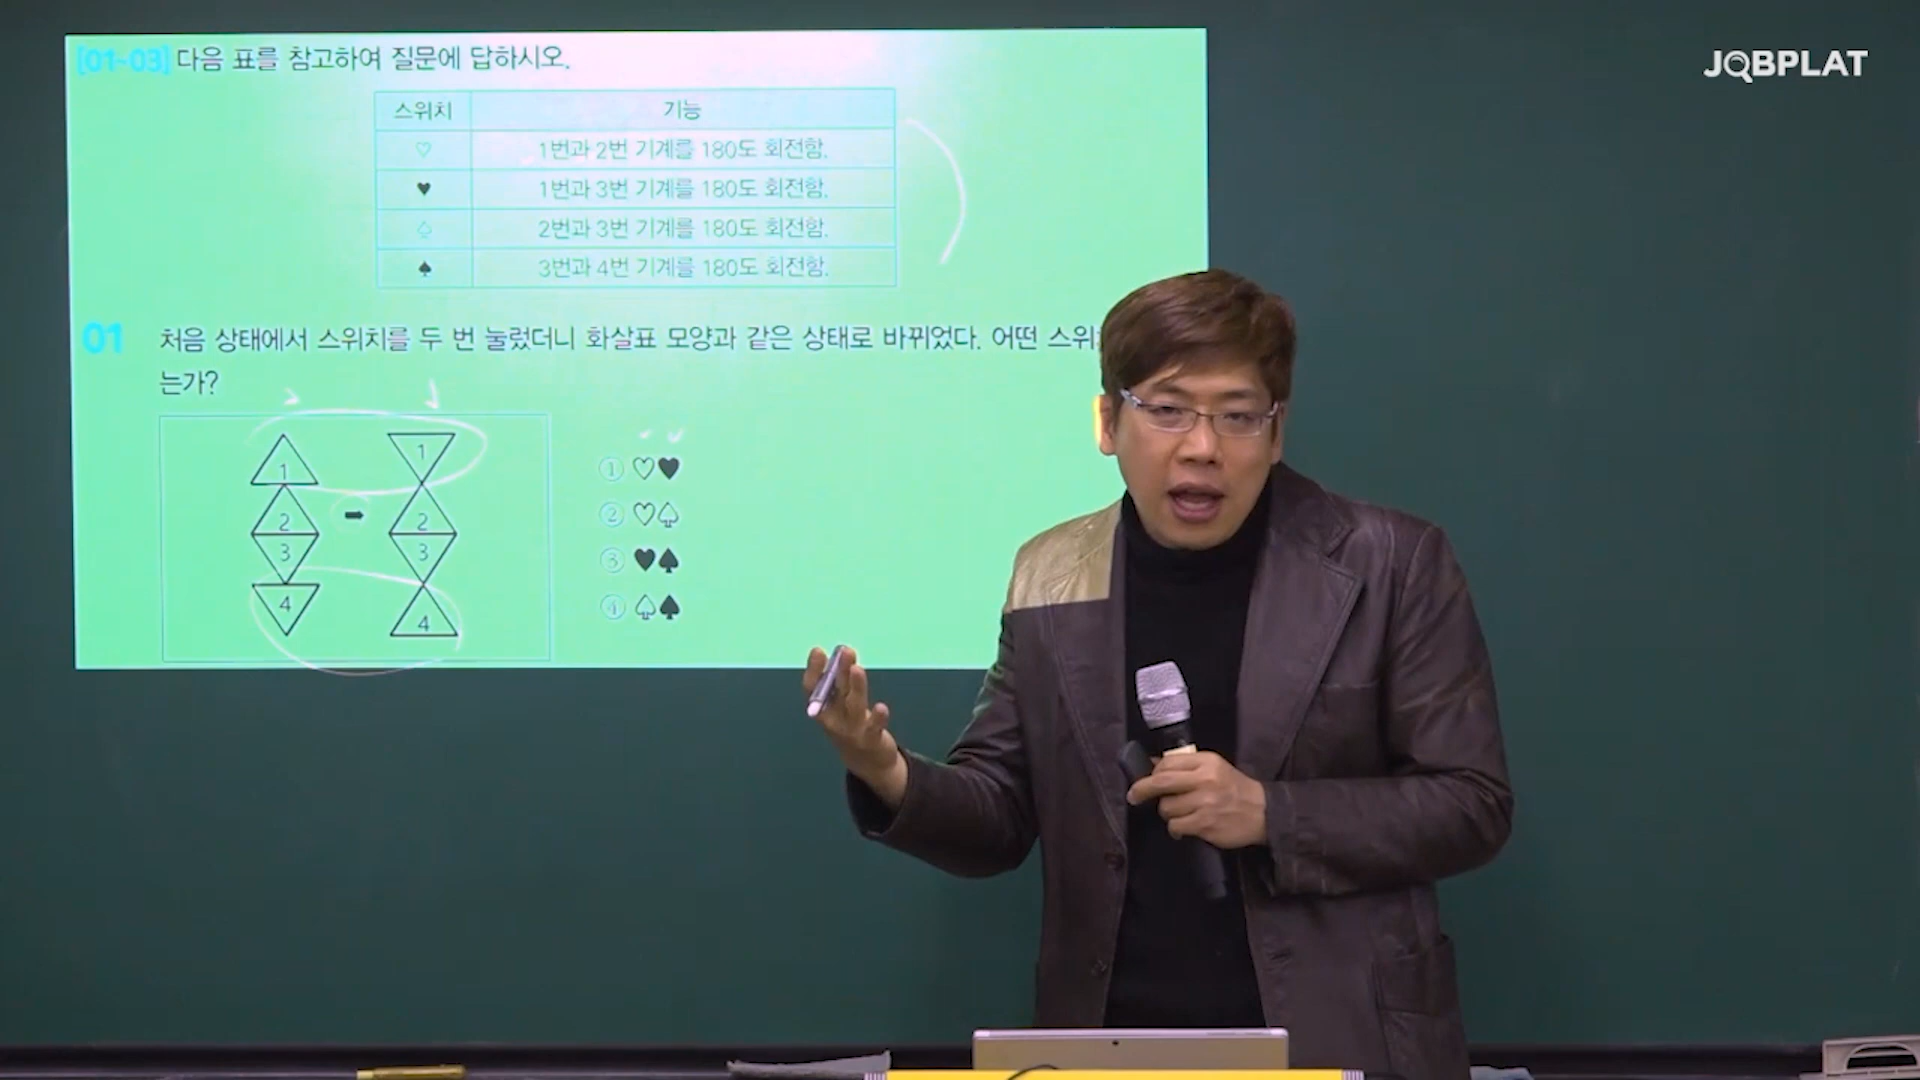 JOBPLAT
[01~03] 다음 표를 참고하여 질문에 답하시오.
스위치 기능
♡ 1번과 2번 기계를 180도 회전함.
♥ 1번과 3번 기계를 180도 회전함.
♤ 2번과 3번 기계를 180도 회전함.
♠ 3번과 4번 기계를 180도 회전함.
01 처음 상태에서 스위치를 두 번 눌렀더니 화살표 모양과 같은 상태로 바뀌었다. 어떤
는가?
1 1
2 ➡ 2
3 3
4 4
① ♡♥
② ♡♤
③ ♥♠
④ ♤♠